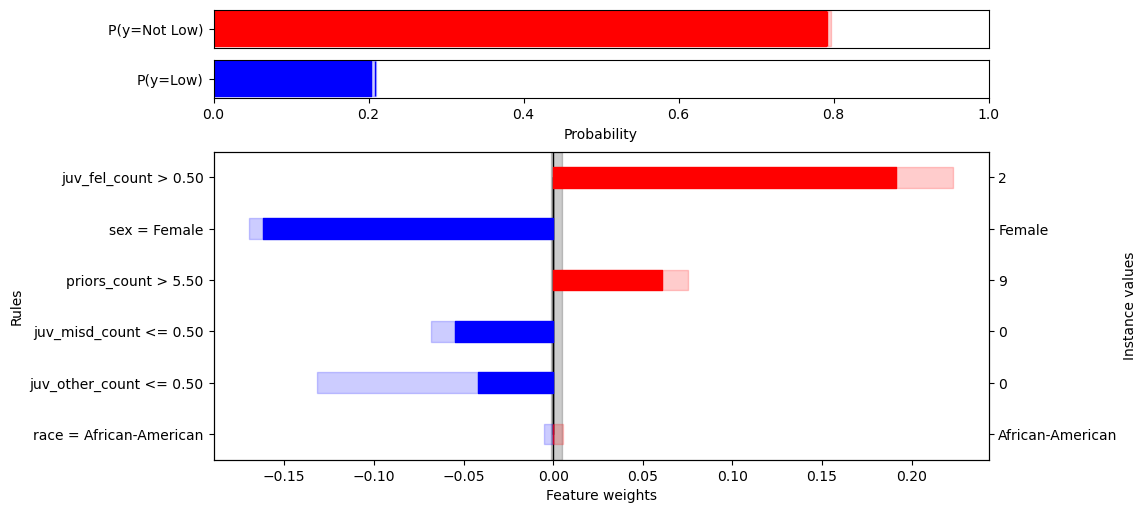 P(y=Not Low)
P(y=Low)
0.0 0.2 0.4 0.6 0.8 1.0
Probability
juv_fel_count > 0.50 2
sex = Female Female
priors_count > 5.50 9
juv_misd_count <= 0.50 0
juv_other_count <= 0.50 0
race = African-American African-American
Rules
Instance values
−0.15 −0.10 −0.05 0.00 0.05 0.10 0.15 0.20
Feature weights